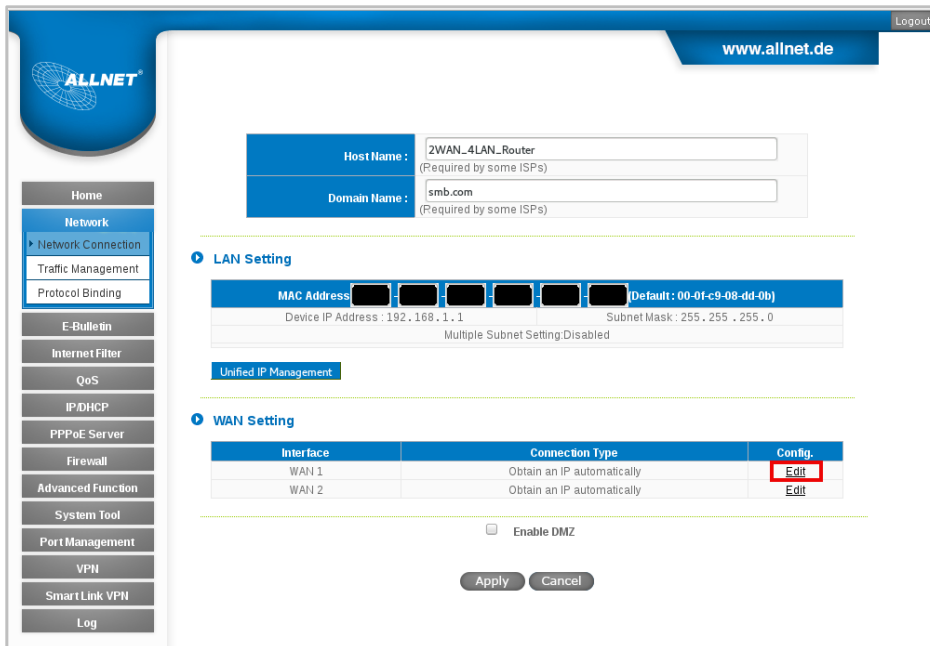 Logout
www.allnet.de
ALLNET®
Host Name : 2WAN_4LAN_Router
(Required by some ISPs)
Domain Name : smb.com
(Required by some ISPs)
Home
Network
Network Connection
Traffic Management
Protocol Binding
E-Bulletin
Internet Filter
QoS
IP/DHCP
PPPoE Server
Firewall
Advanced Function
System Tool
Port Management
VPN
Smart Link VPN
Log
LAN Setting
MAC Address - - - - - (Default : 00-0f-c9-08-dd-0b)
Device IP Address : 192.168.1.1 Subnet Mask : 255.255 .255.0
Multiple Subnet Setting:Disabled
Unified IP Management
WAN Setting
Interface Connection Type Config.
WAN 1 Obtain an IP automatically Edit
WAN 2 Obtain an IP automatically Edit
Enable DMZ
Apply Cancel